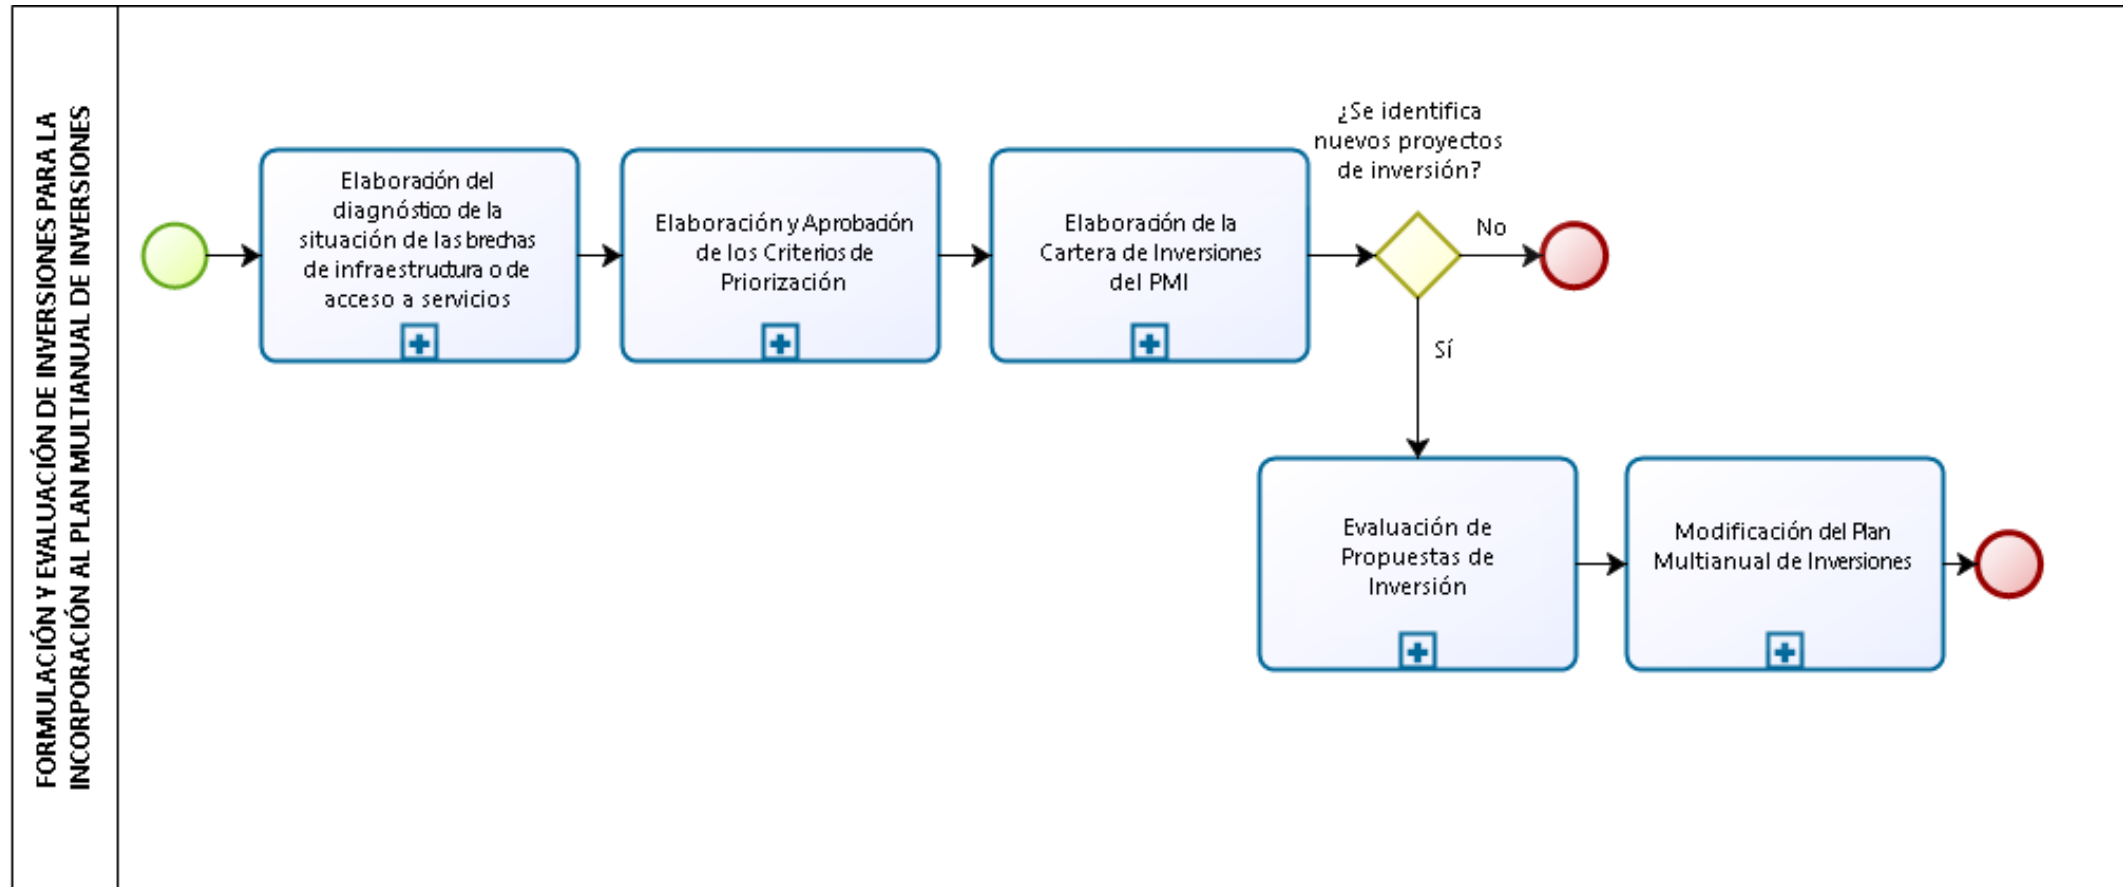 FORMULACIÓN Y EVALUACIÓN DE INVERSIONES PARA LA
INCORPORACIÓN AL PLAN MULTIANUAL DE INVERSIONES
Elaboración del
diagnóstico de la
situación de las brechas
de infraestructura o de
acceso a servicios
Elaboración y Aprobación
de los Criterios de
Priorización
Elaboración de la
Cartera de Inversiones
del PMI
¿Se identifica
nuevos proyectos
de inversión?
No
Sí
Evaluación de
Propuestas de
Inversión
Modificación del Plan
Multianual de Inversiones